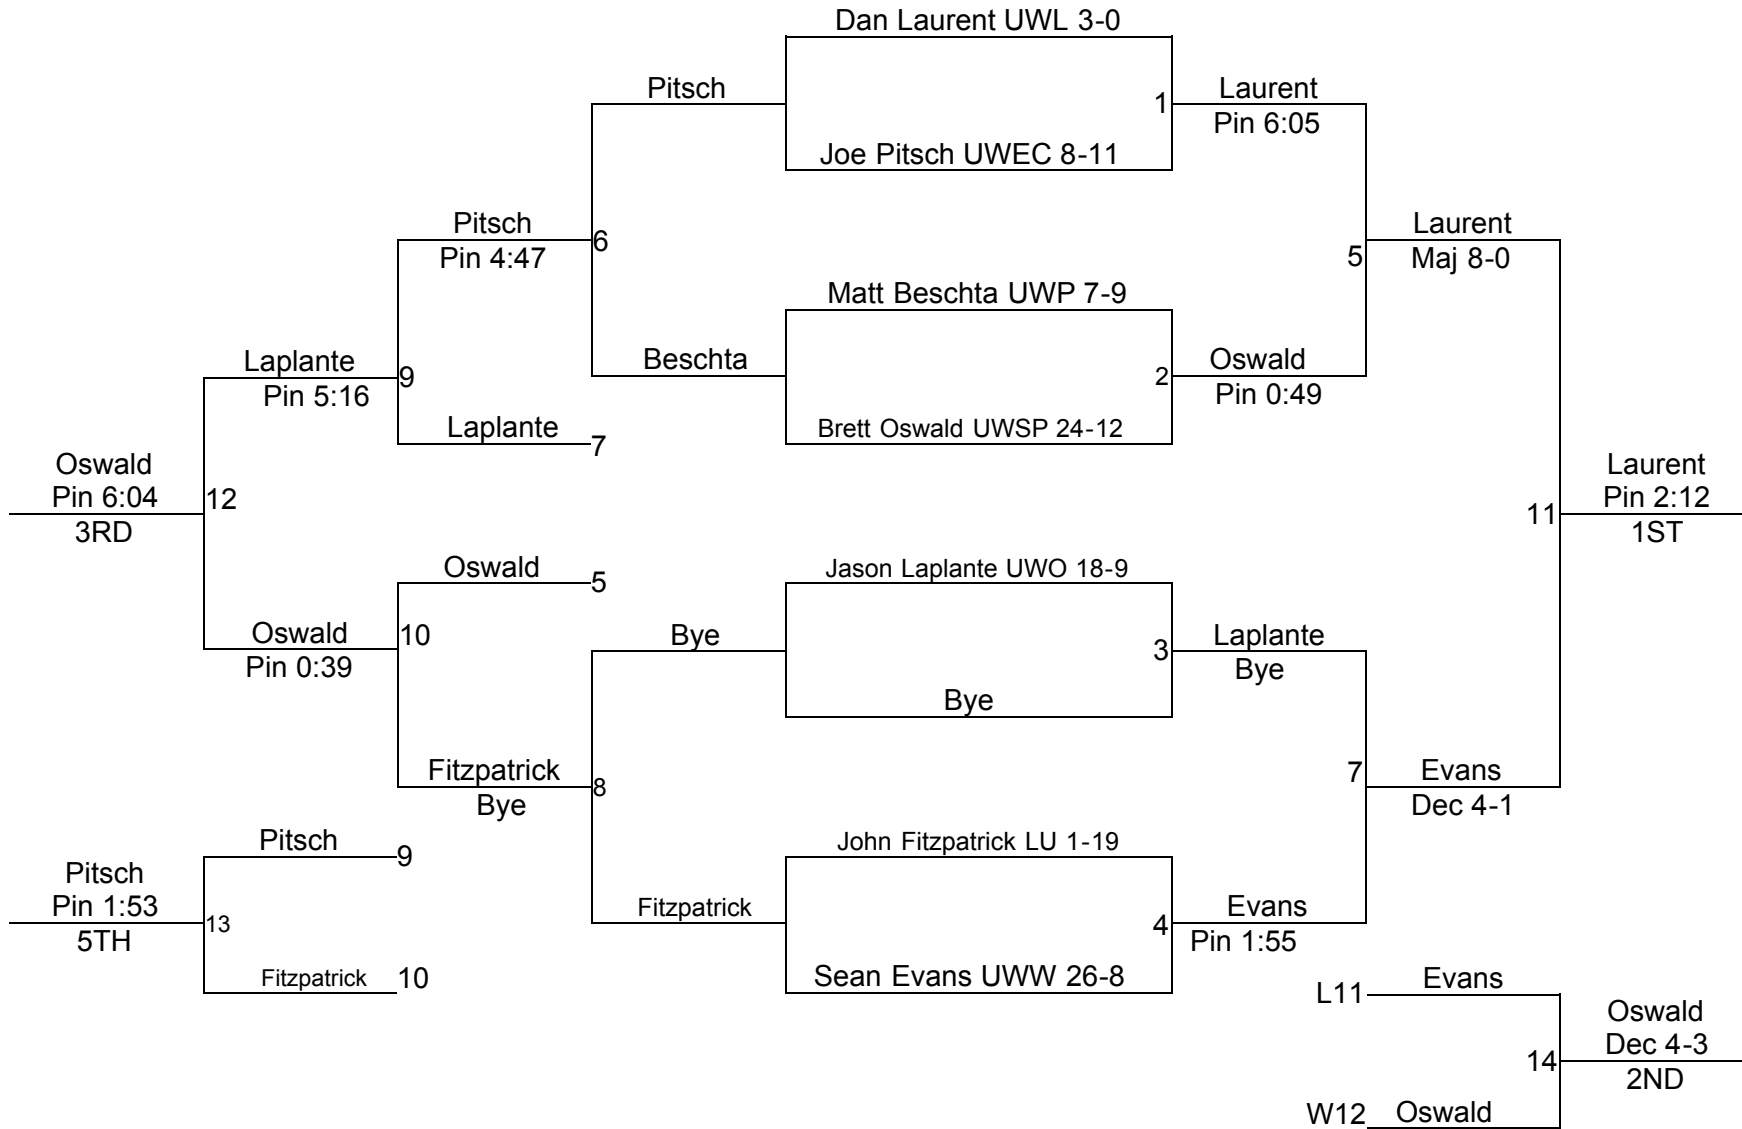 Dan Laurent UWL 3-0
Pitsch
1
Laurent
Pin 6:05
Joe Pitsch UWEC 8-11
Pitsch
Pin 4:47
6
5
Laurent
Maj 8-0
Matt Beschta UWP 7-9
Laplante
Pin 5:16
9
Beschta
2
Oswald
Pin 0:49
Laplante
7
Brett Oswald UWSP 24-12
Oswald
Pin 6:04
3RD
12
11
Laurent
Pin 2:12
1ST
Oswald
5
Jason Laplante UWO 18-9
Oswald
Pin 0:39
10
Bye
3
Laplante
Bye
Bye
Fitzpatrick
Bye
8
7
Evans
Dec 4-1
Pitsch
9
John Fitzpatrick LU 1-19
Pitsch
Pin 1:53
5TH
13
Fitzpatrick
4
Evans
Pin 1:55
Fitzpatrick
10
Sean Evans UWW 26-8
L11
Evans
14
Oswald
Dec 4-3
2ND
W12
Oswald